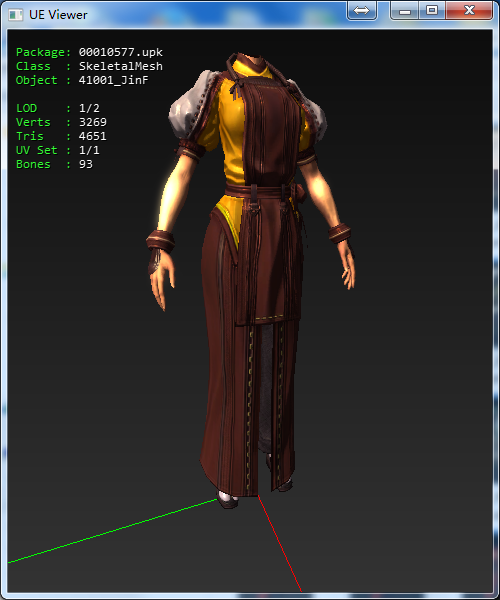 UE Viewer
Package: 00010577.upk
Class : SkeletalMesh
Object : 41001_JinF
LOD : 1/2
Verts : 3269
Tris : 4651
UV Set : 1/1
Bones : 93